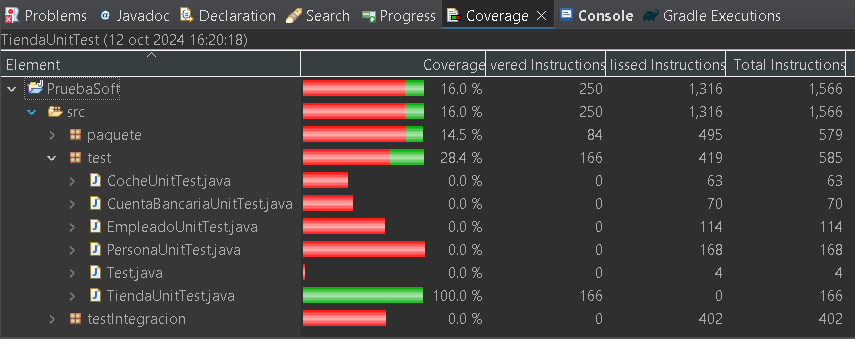 Problems @ Javadoc Declaration Search Progress Coverage Console Gradle Executions
TiendaUnitTest (12 oct 2024 16:20:18)
Element Coverage vered Instructions lissed Instructions Total Instructions
PruebaSoft 16.0 % 250 1,316 1,566
src 16.0 % 250 1,316 1,566
paquete 14.5 % 84 495 579
test 28.4 % 166 419 585
CocheUnitTest.java 0.0 % 0 63 63
CuentaBancariaUnitTest.java 0.0 % 0 70 70
EmpleadoUnitTest.java 0.0 % 0 114 114
PersonaUnitTest.java 0.0 % 0 168 168
Test.java 0.0 % 0 4 4
TiendaUnitTest.java 100.0 % 166 0 166
testIntegracion 0.0 % 0 402 402